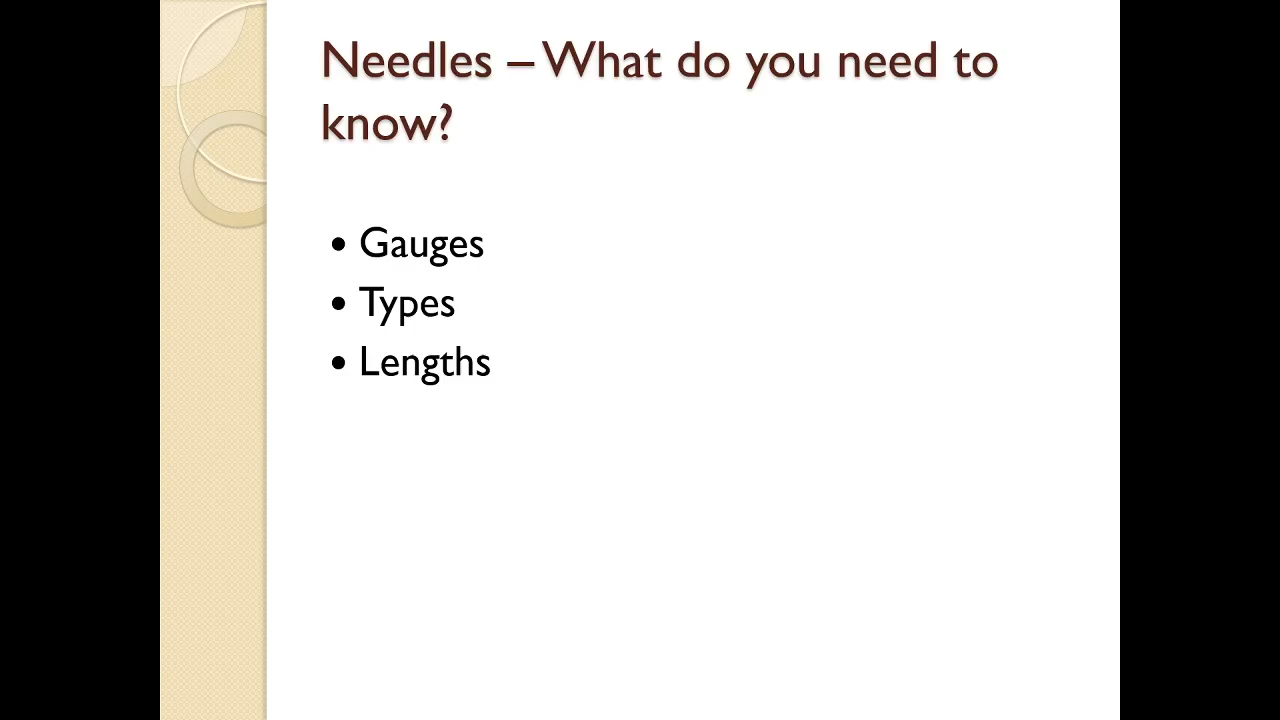 Needles – What do you need to
know?
• Gauges
• Types
• Lengths